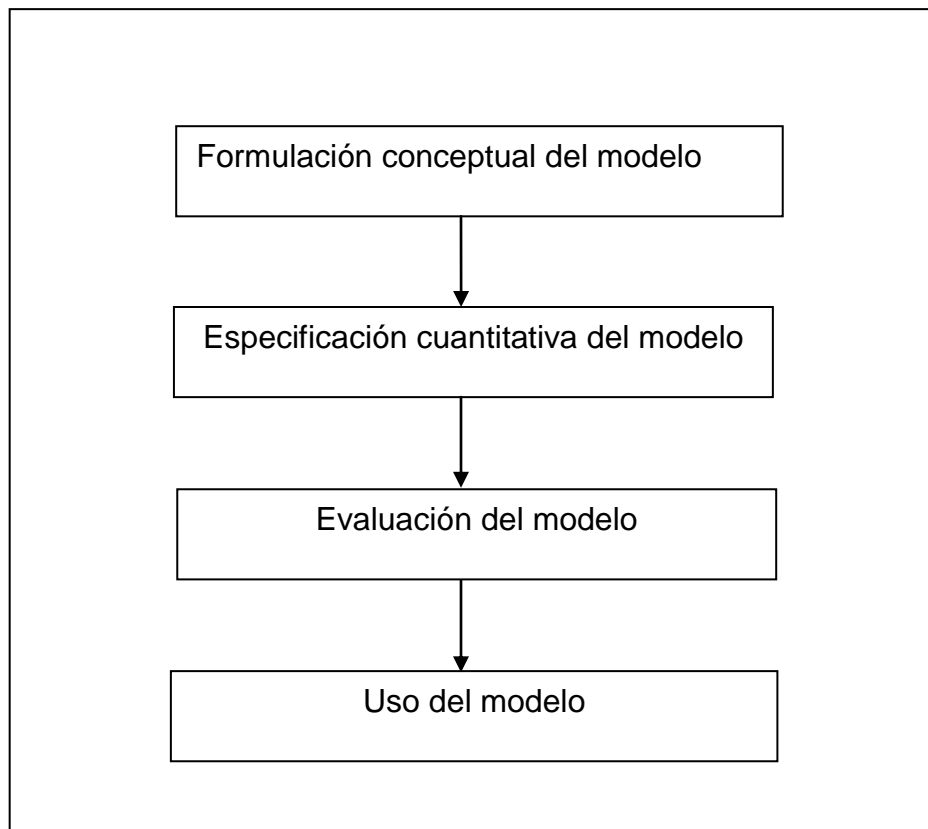 Formulación conceptual del modelo
Especificación cuantitativa del modelo
Evaluación del modelo
Uso del modelo